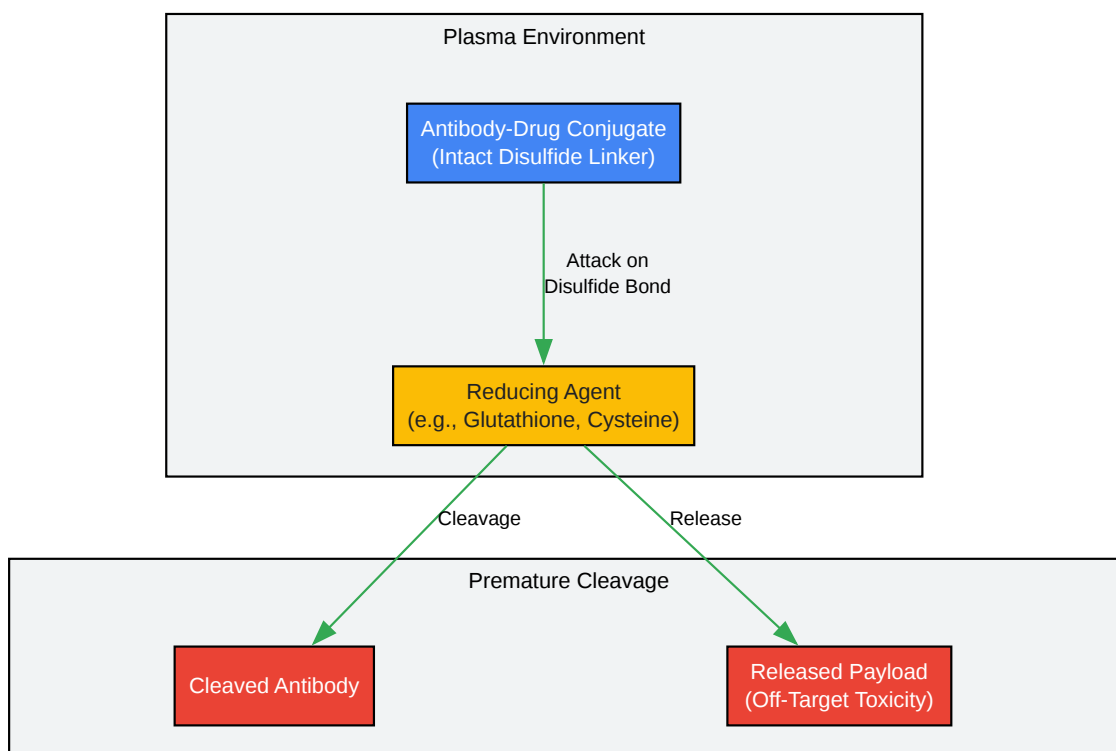 Plasma Environment
Antibody-Drug Conjugate
(Intact Disulfide Linker)
Attack on
Disulfide Bond
Reducing Agent
(e.g., Glutathione, Cysteine)
Cleavage
Release
Premature Cleavage
Cleaved Antibody
Released Payload
(Off-Target Toxicity)